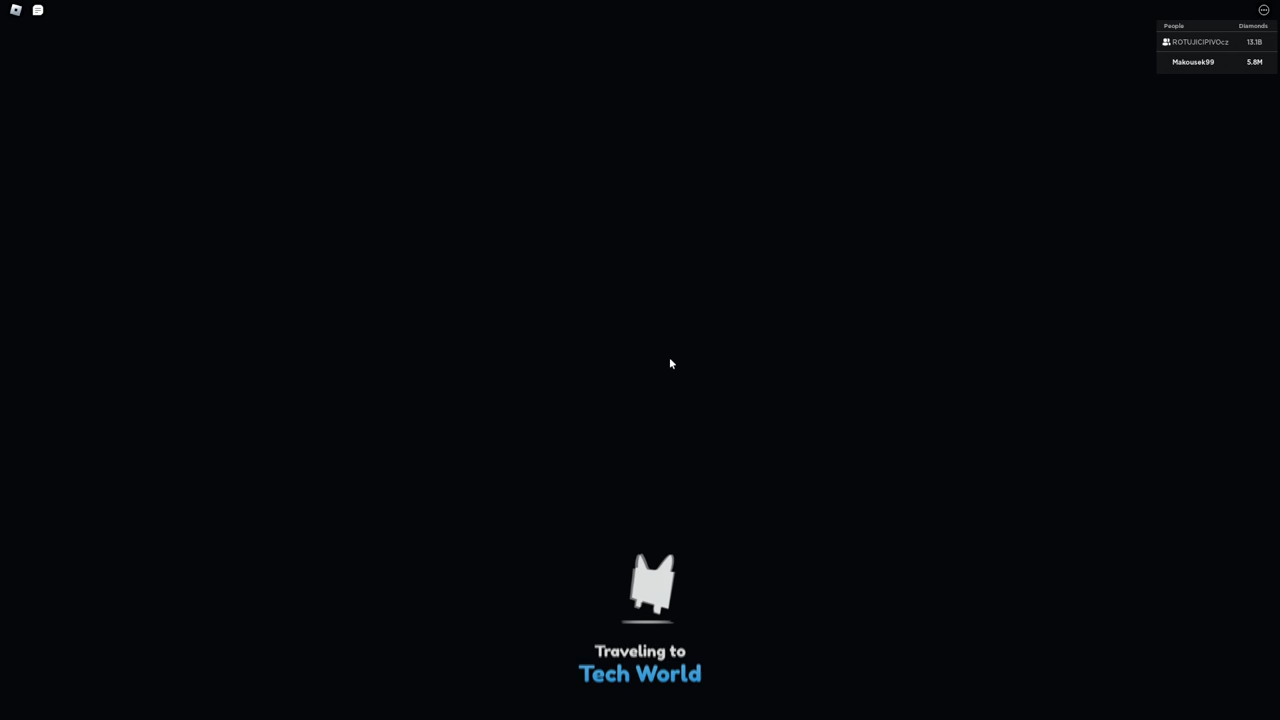 People Diamonds
ROTUJICIPIVOcz 13.1B
Makousek99 5.8M
Traveling to
Tech World